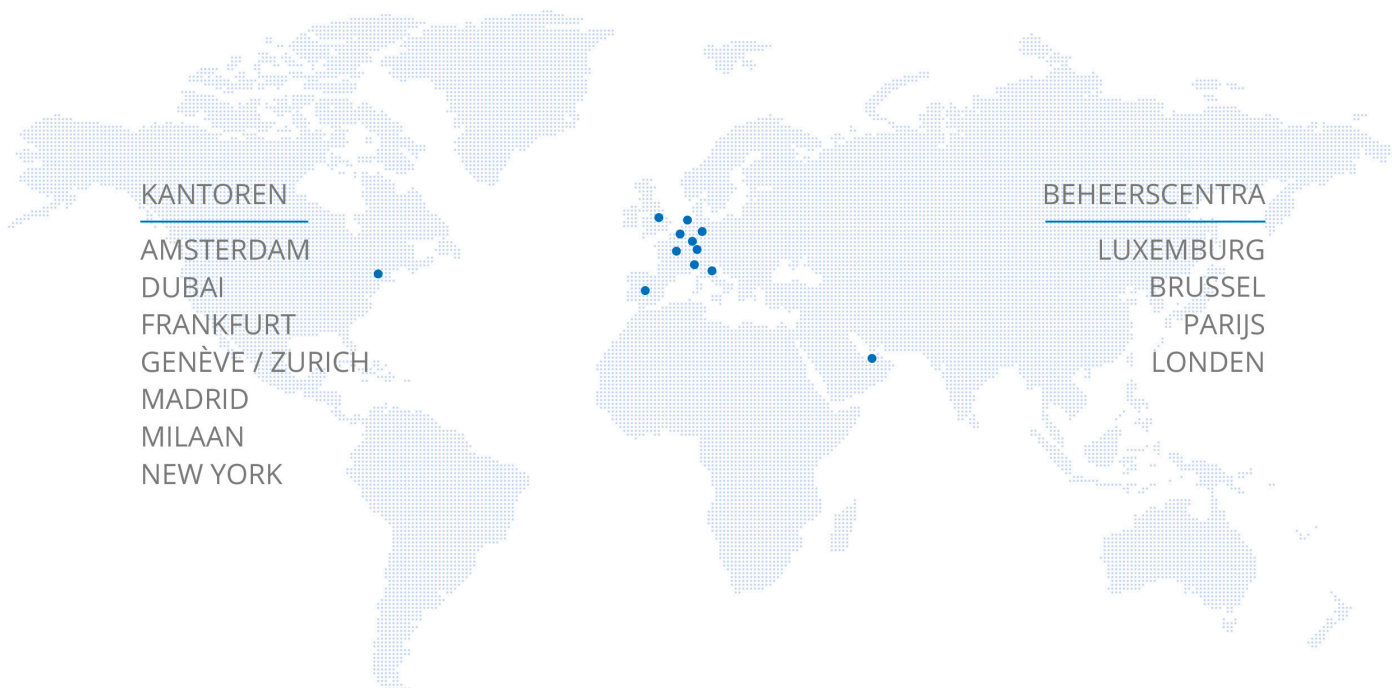 KANTOREN
AMSTERDAM
DUBAI
FRANKFURT
GENÈVE / ZURICH
MADRID
MILAAN
NEW YORK
BEHEERSCENTRA
LUXEMBURG
BRUSSEL
PARIJS
LONDEN